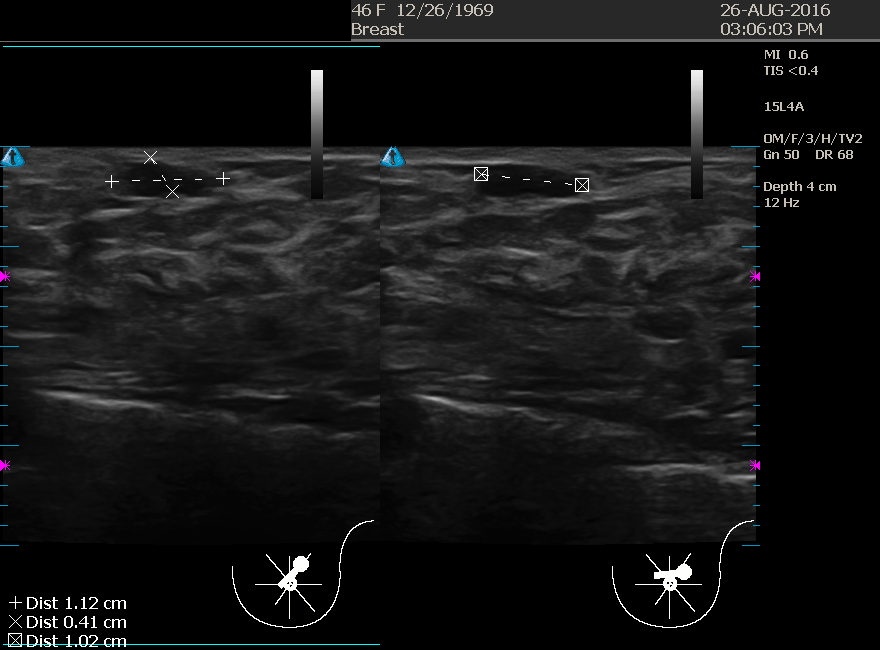 46 F 12/26/1969
26-AUG-2016
Breast
03:06:03 PM
MI 0.6
TIS <0.4
15L4A
OM/F/3/H/TV2
Gn 50 DR 68
Depth 4 cm
12 Hz
Dist 1.12 cm
Dist 0.41 cm
Dist 1.02 cm